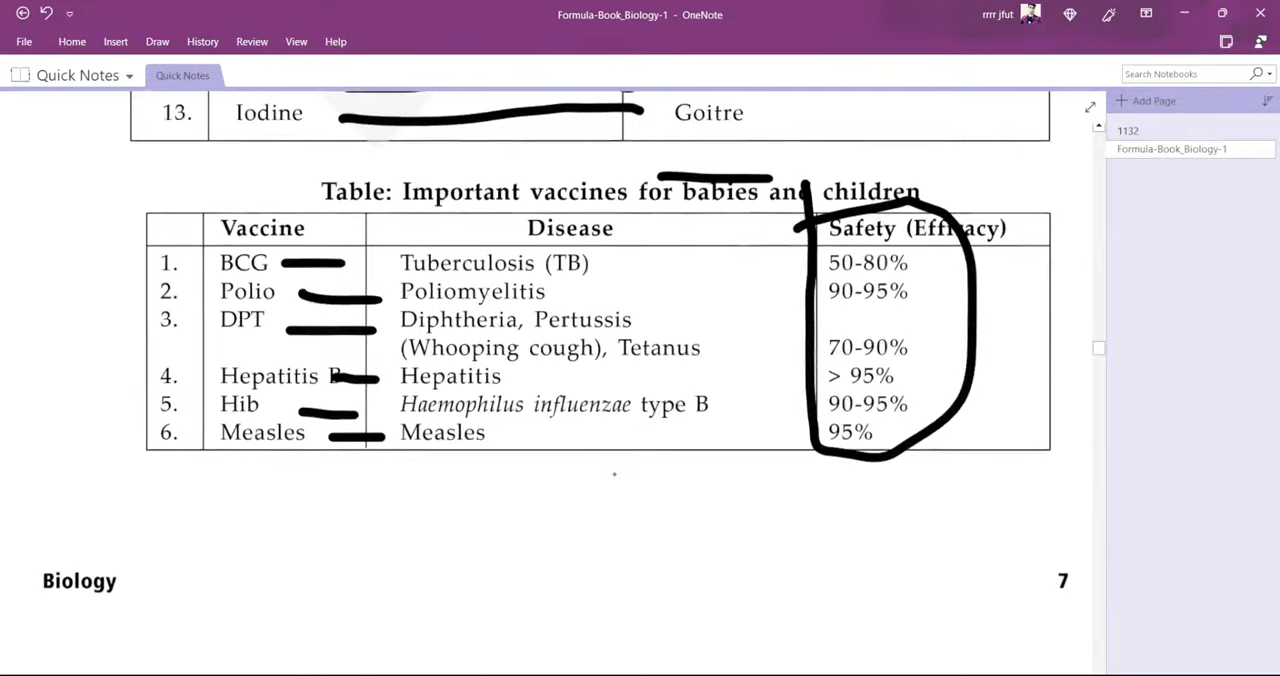 Formula-Book_Biology-1 - OneNote
rrrr jfut
File Home Insert Draw History Review View Help
Quick Notes
Quick Notes
Search Notebooks
Add Page
1132
Formula-Book_Biology-1
13. Iodine Goitre
Table: Important vaccines for babies and children
Vaccine Disease Safety (Efficacy)
1. BCG Tuberculosis (TB) 50-80%
2. Polio Poliomyelitis 90-95%
3. DPT Diphtheria, Pertussis
(Whooping cough), Tetanus 70-90%
4. Hepatitis B Hepatitis > 95%
5. Hib Haemophilus influenzae type B 90-95%
6. Measles Measles 95%
Biology 7